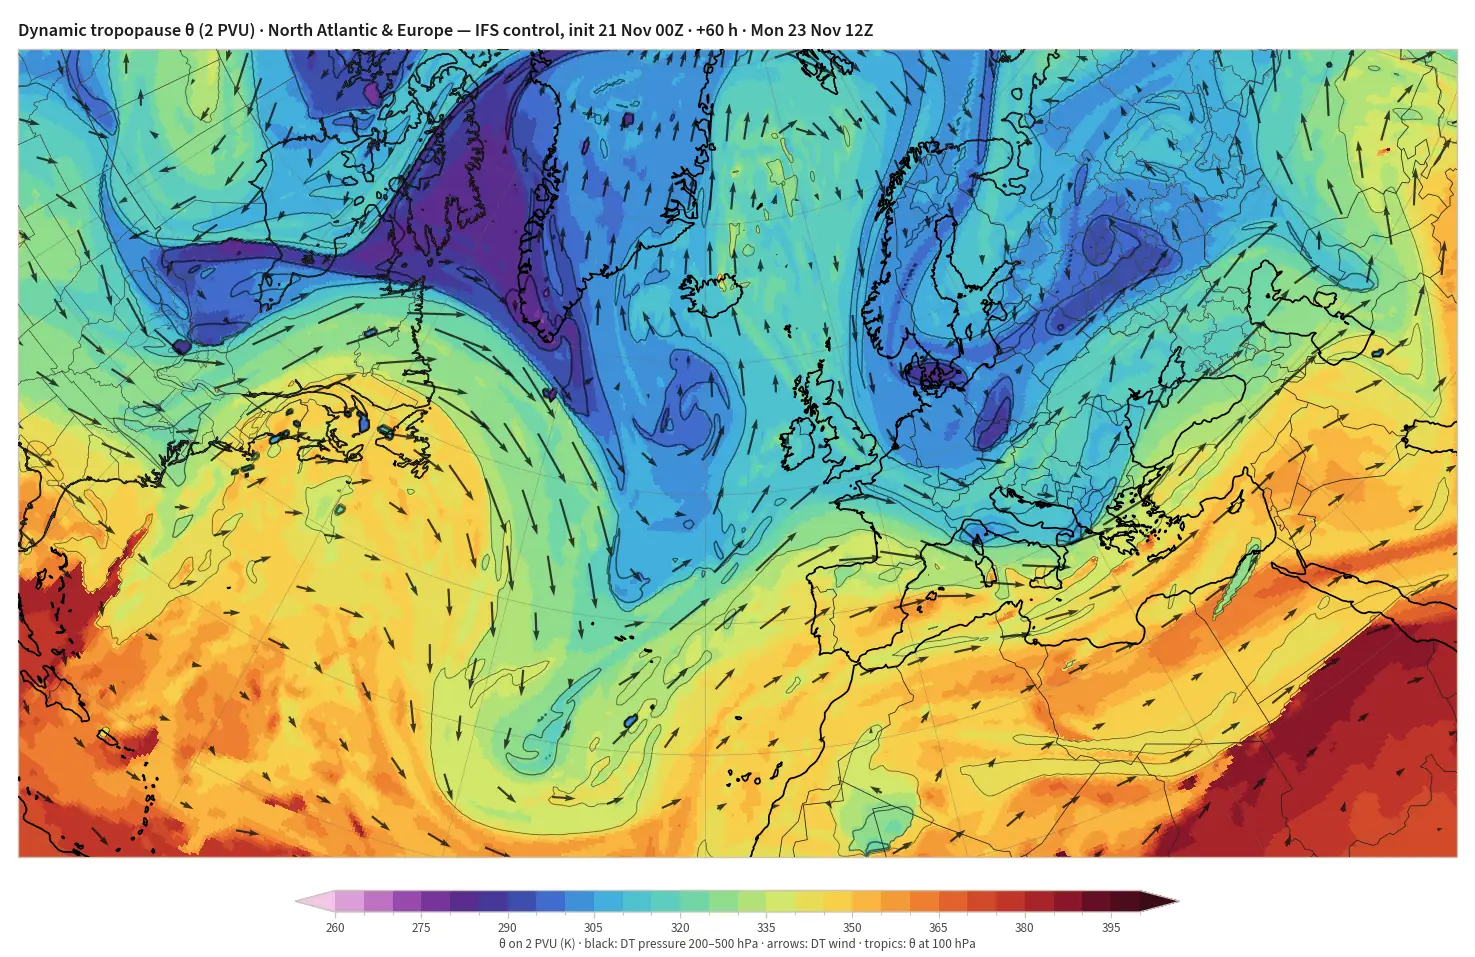 Dynamic tropopause θ (2 PVU) · North Atlantic & Europe — IFS control, init 21 Nov 00Z · +60 h · Mon 23 Nov 12Z
260 275 290 305 320 335 350 365 380 395
θ on 2 PVU (K) · black: DT pressure 200–500 hPa · arrows: DT wind · tropics: θ at 100 hPa